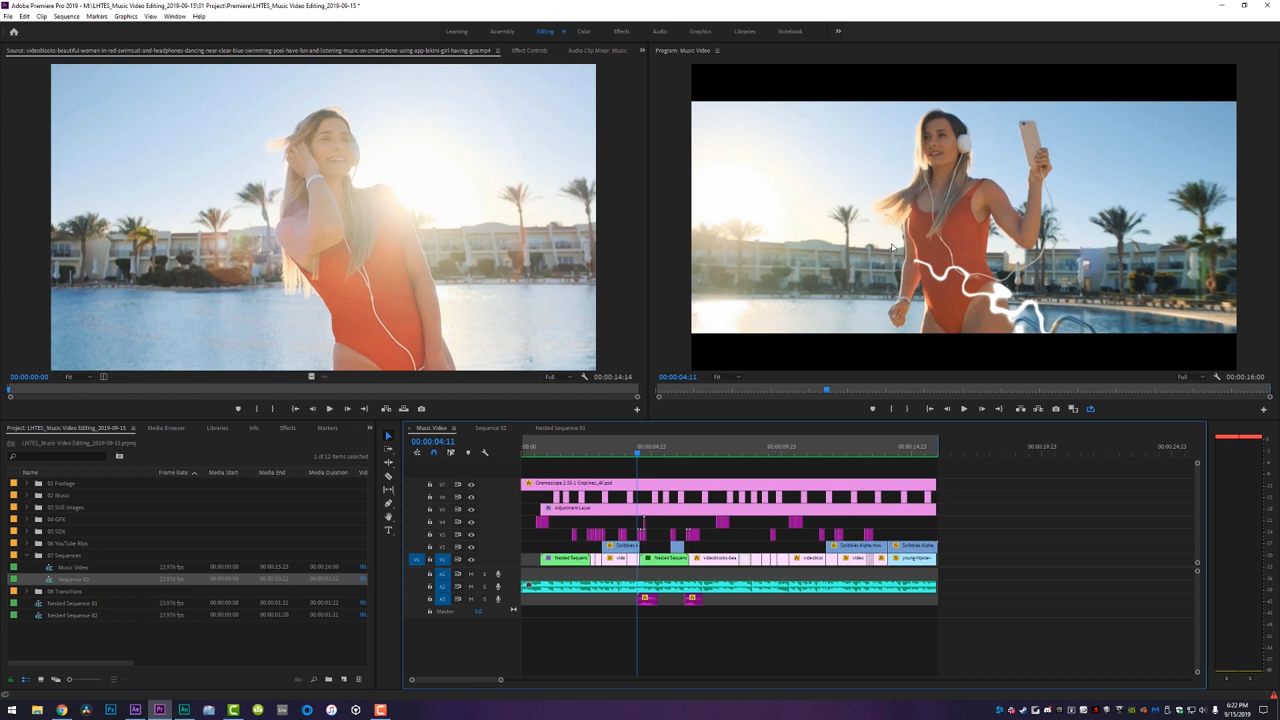 Adobe Premiere Pro 2019 - M:\LHTES_Music Video Editing_2019-09-15\01 Project\Premiere\LHTES_Music Video Editing_2019-09-15.prproj *
File Edit Clip Sequence Markers Graphics View Window Help
Learning Assembly Editing Color Effects Audio Graphics Libraries Notebook
Source: videoblocks-beautiful-woman-in-red-swimsuit-and-headphones-dancing-near-clear-blue-swimming-pool-have-fun-and-listening-music-on-smartphone-using-app-bikini-girl-having-goo.mp4 Effect Controls Audio Clip Mixer: Music
Program: Music Video
00:00:00:00 Fit Full 00:00:14:14
00:00:04:11 Fit Full 00:00:16:00
Project: LHTES_Music Video Editing_2019-09-15 Media Browser Libraries Info Effects Markers
LHTES_Music Video Editing_2019-09-15.prproj
1 of 12 items selected
Name Frame Rate Media Start Media End Media Duration
01 Footage
02 Music
03 Still Images
04 GFX
05 SDX
06 YouTube Rips
07 Sequences
Music Video 23.976 fps 00:00:00:00 00:00:15:23 00:00:16:00
Sequence 02 23.976 fps 00:00:00:00 00:00:03:21 00:00:03:22
08 Transitions
Nested Sequence 01 23.976 fps 00:00:00:00 00:00:01:21 00:00:01:22
Nested Sequence 02 23.976 fps 00:00:00:00 00:00:01:20 00:00:01:21
Music Video Sequence 02 Nested Sequence 01
00:00:04:11
:00:00 00:00:04:23 00:00:09:23 00:00:14:23 00:00:19:23 00:00:24:23
V7 Cinemascope 2-35-1 Croplines_4K.psd
V6
V5 Adjustment Layer
V4
V3
V2 Scribbles A Scribbles Alpha.mov Scribbles Alpha
V1 V1 Nested Sequenc vide Nested Sequenc videoblocks-bea videoblos video young-hipster-
A1 M S
A2 M S
A3 M S
Master 0.0
S S
6:22 PM
9/15/2019